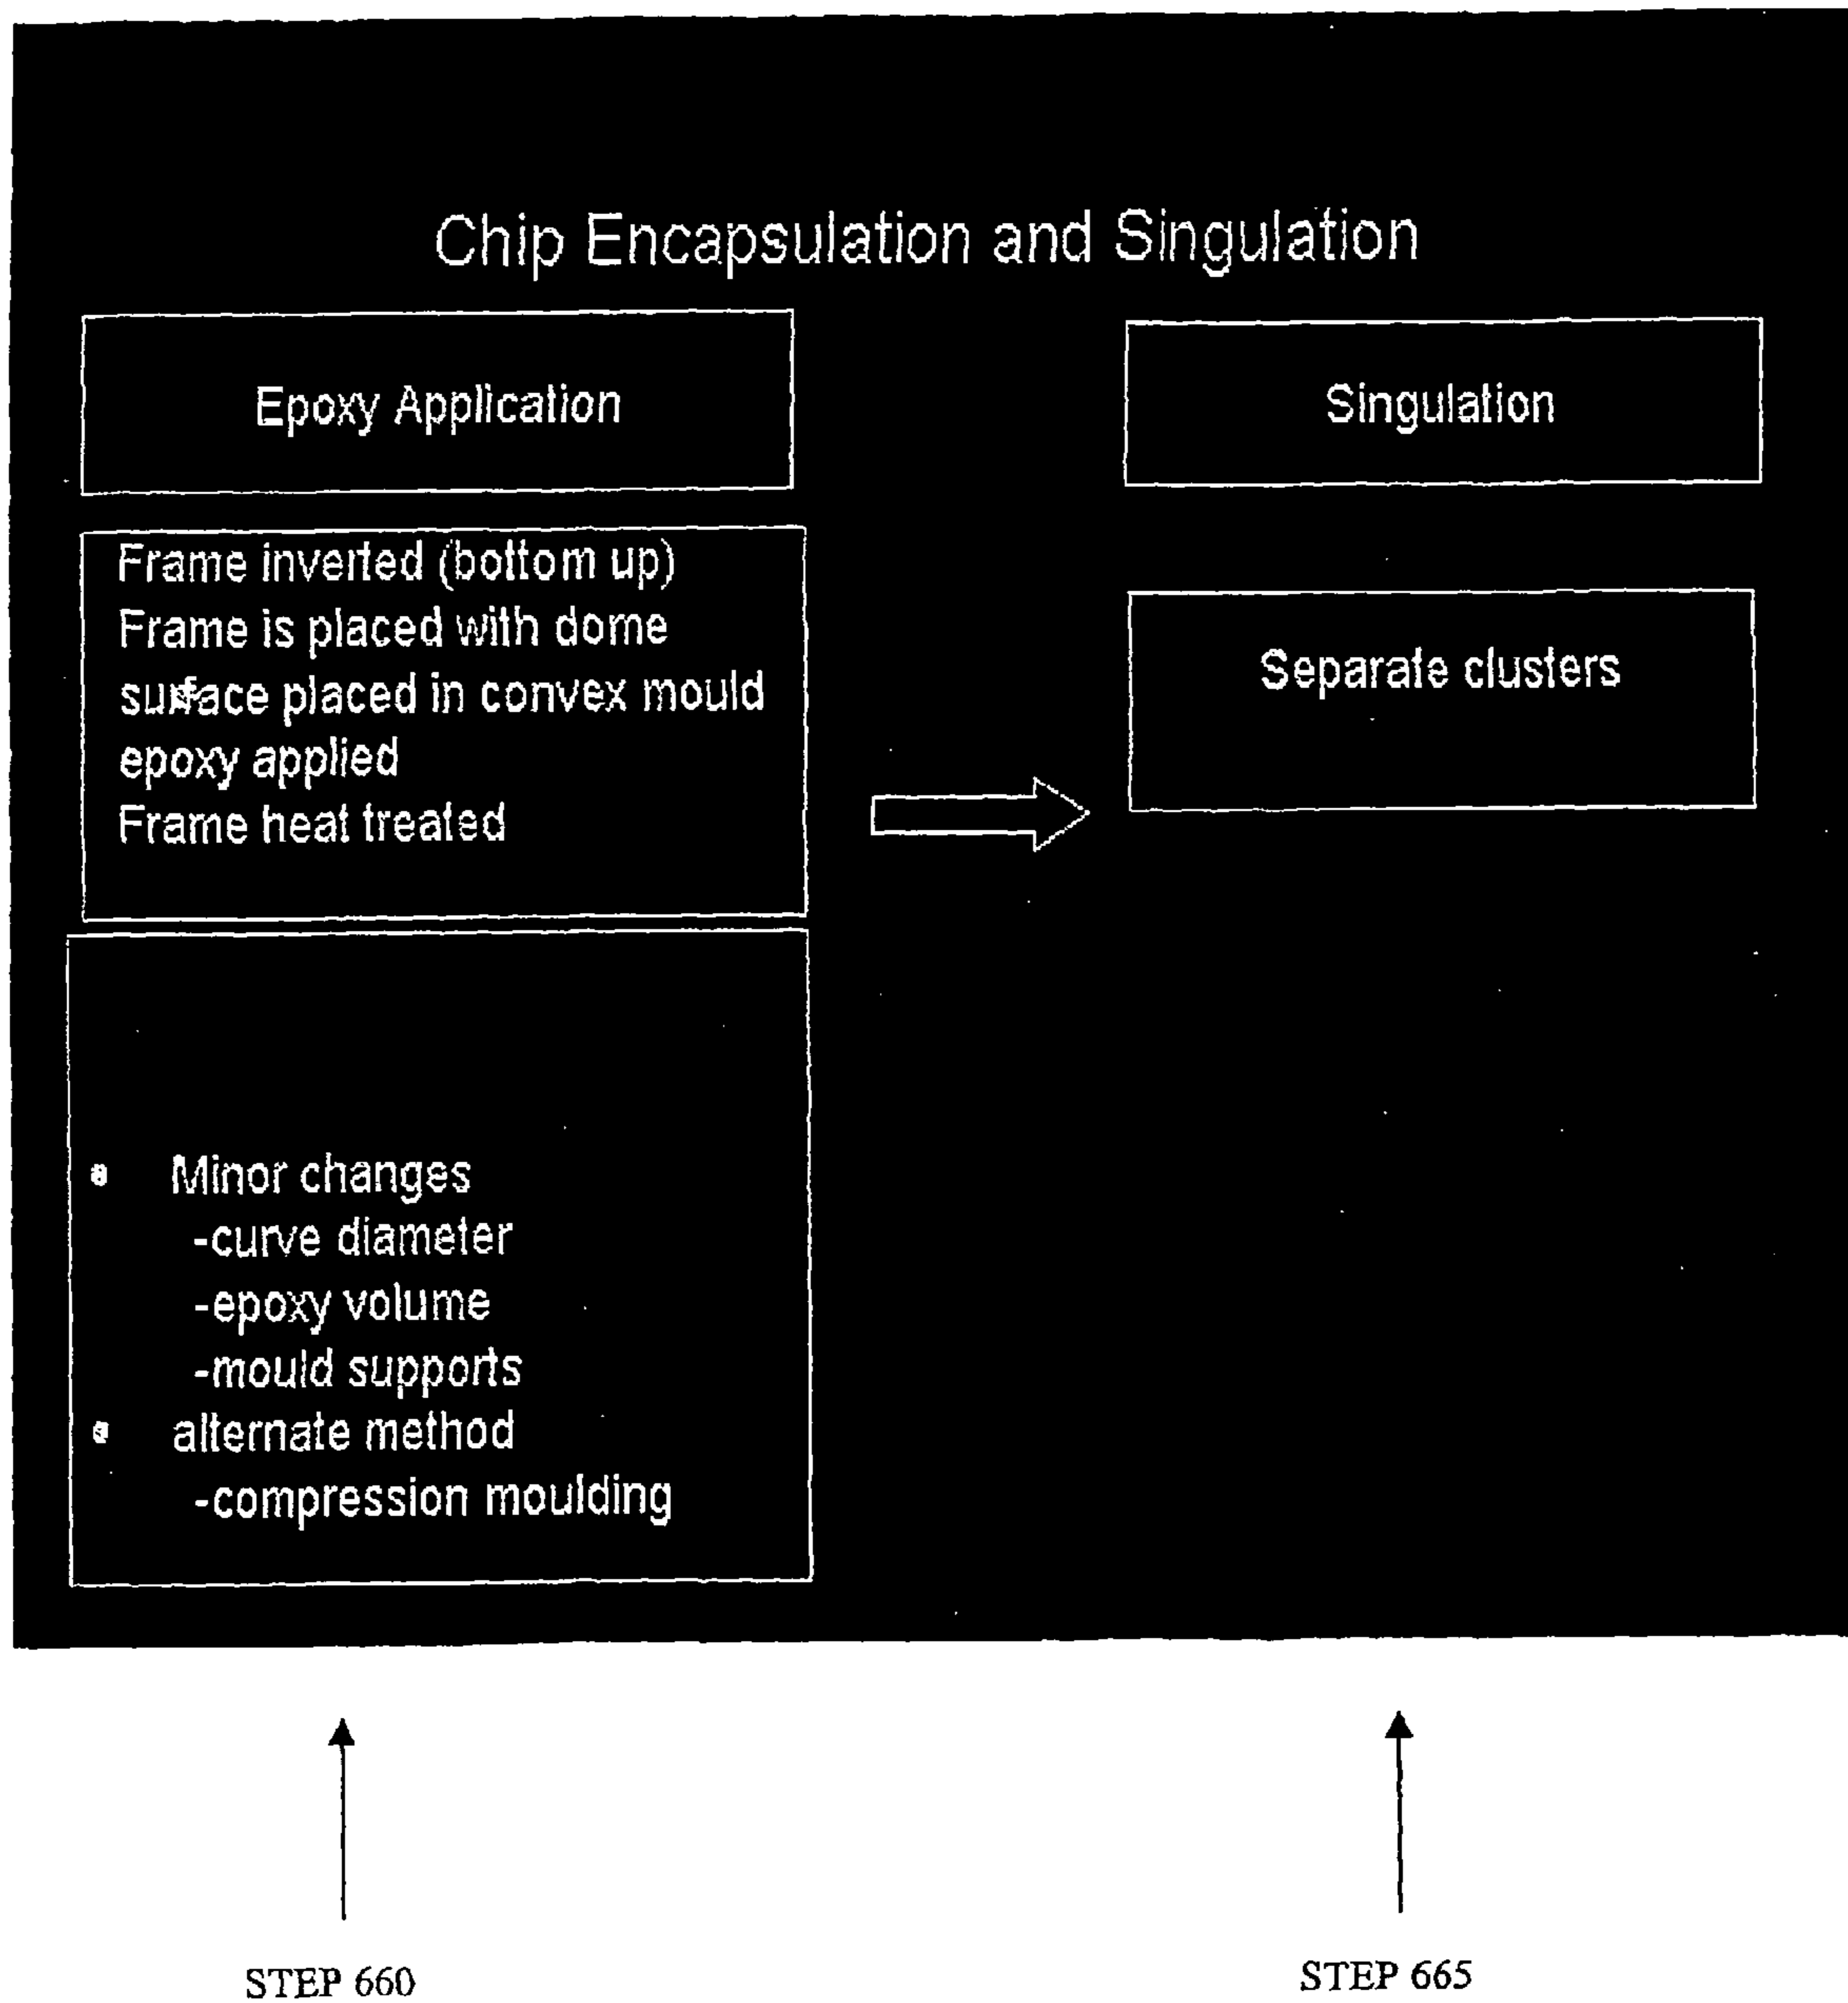 Chip Encapsulation and Singulation
Epoxy Application
Frame inverted (bottom up)
Frame is placed with dome
surface placed in convex mould
epoxy applied
Frame heat treated
• Minor changes
-curve diameter
-epoxy volume
-mould supports
• alternate method
-compression moulding
Singulation
Separate clusters
STEP 660
STEP 665